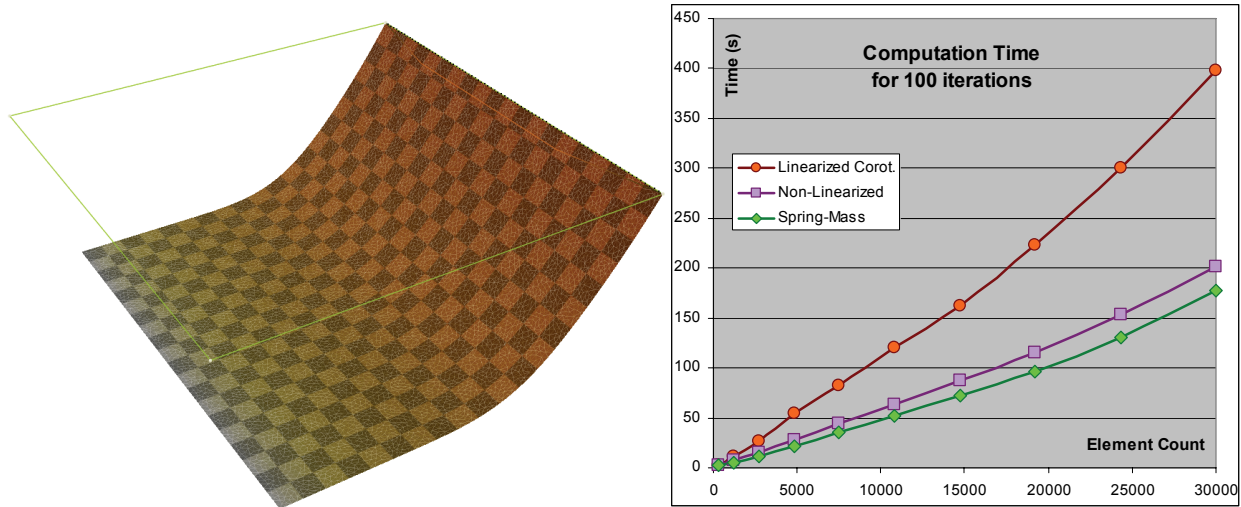 Computation Time
for 100 iterations
Time (s)
450
400
350
300
250
200
150
100
50
0
Linearized Corot.
Non-Linearized
Spring-Mass
Element Count
0 5000 10000 15000 20000 25000 30000